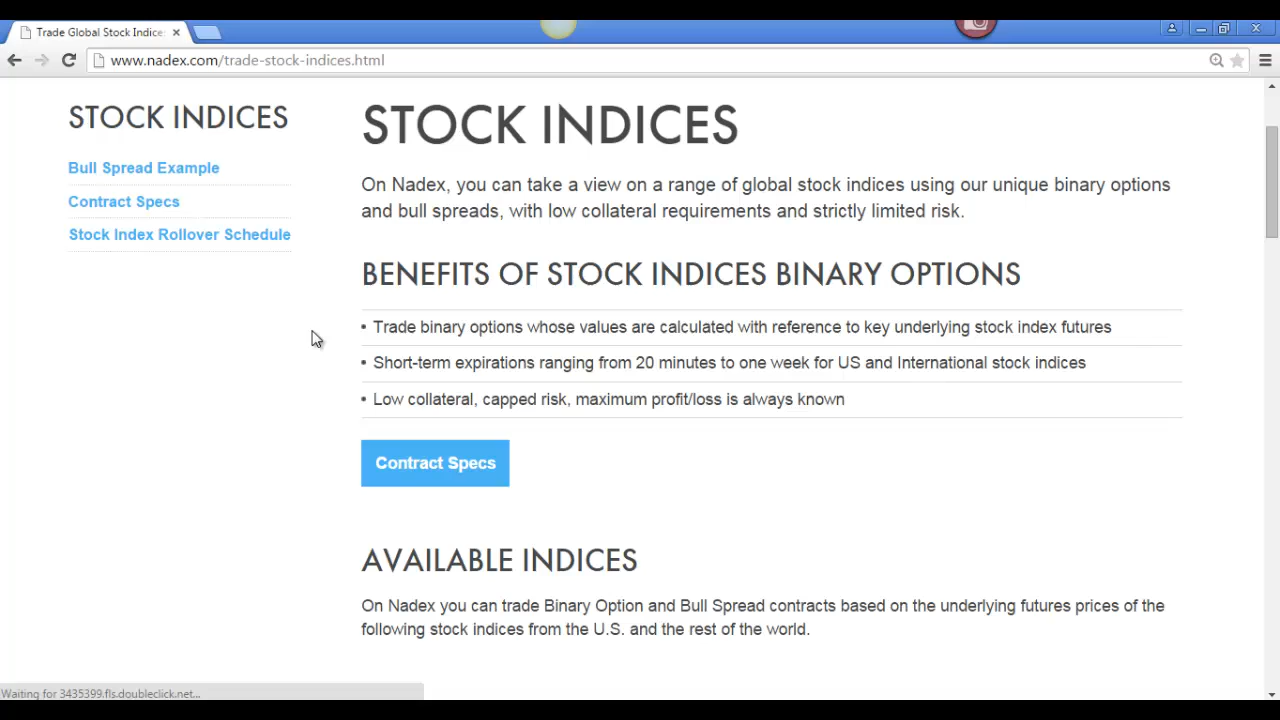 Trade Global Stock Indice
www.nadex.com/trade-stock-indices.html
STOCK INDICES
Bull Spread Example
Contract Specs
Stock Index Rollover Schedule
STOCK INDICES
On Nadex, you can take a view on a range of global stock indices using our unique binary options
and bull spreads, with low collateral requirements and strictly limited risk.
BENEFITS OF STOCK INDICES BINARY OPTIONS
• Trade binary options whose values are calculated with reference to key underlying stock index futures
• Short-term expirations ranging from 20 minutes to one week for US and International stock indices
• Low collateral, capped risk, maximum profit/loss is always known
Contract Specs
AVAILABLE INDICES
On Nadex you can trade Binary Option and Bull Spread contracts based on the underlying futures prices of the
following stock indices from the U.S. and the rest of the world.
Waiting for 3435399.fls.doubleclick.net...